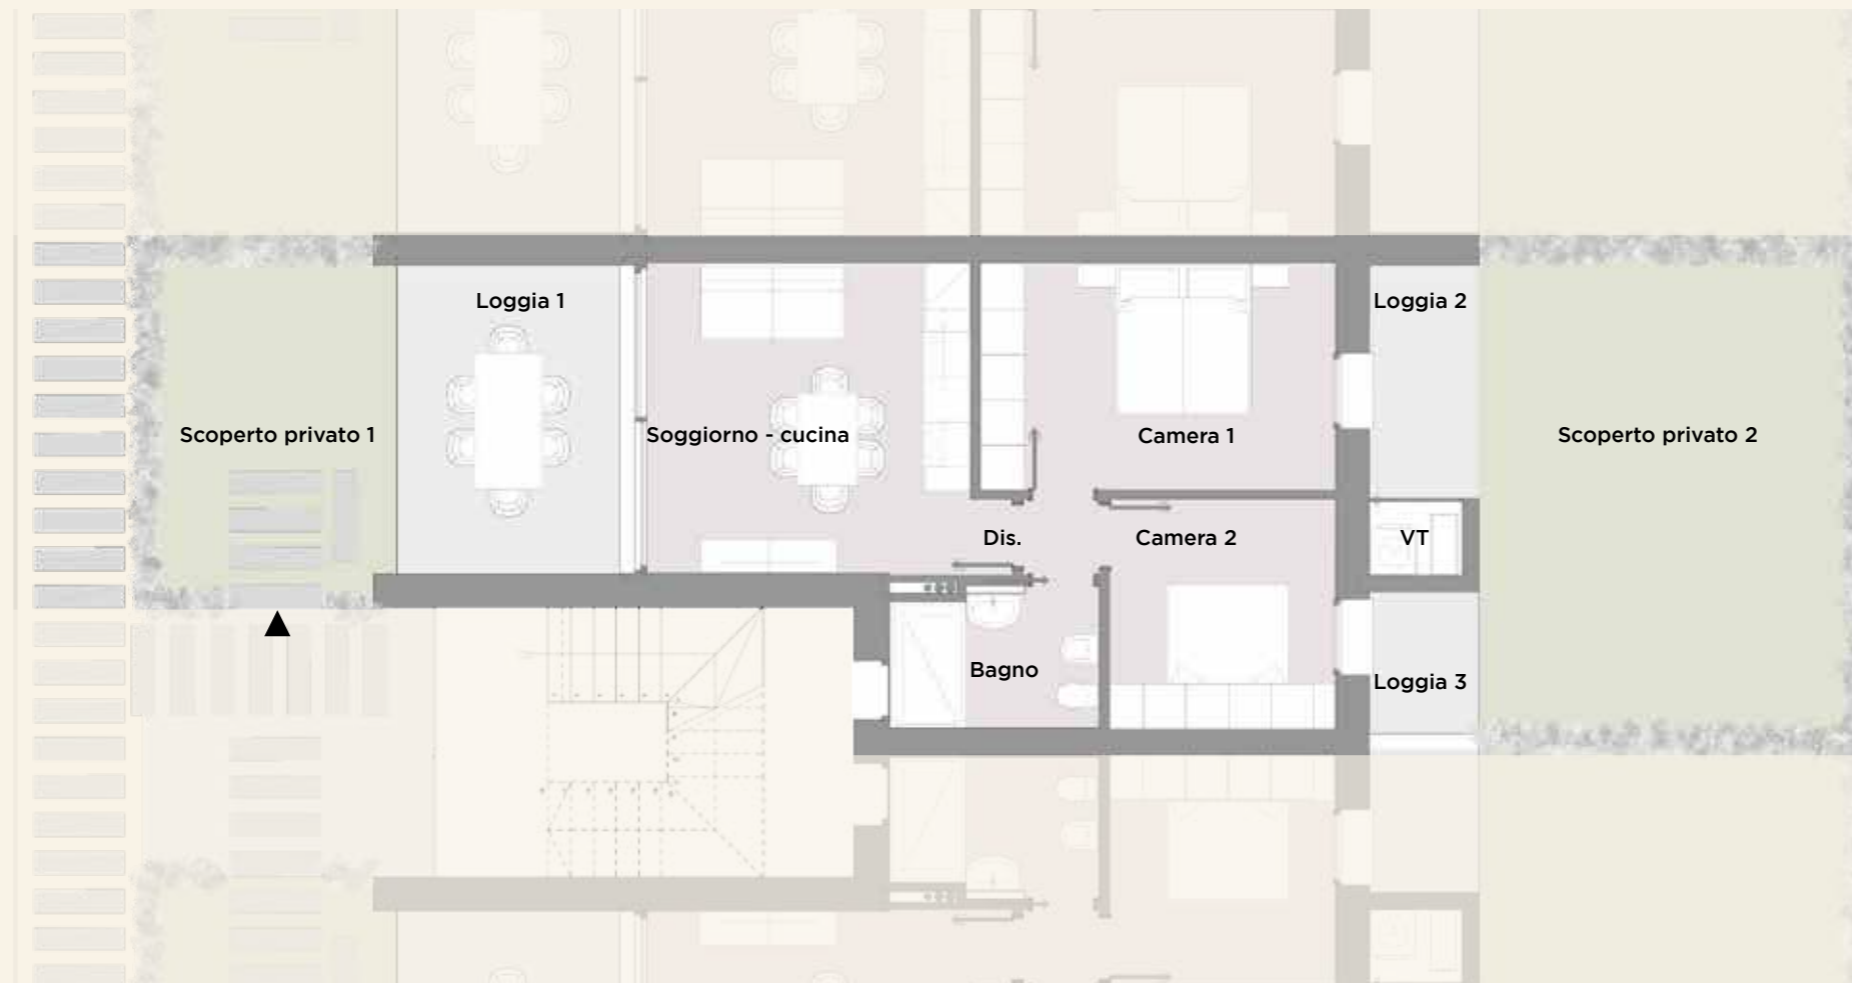 Loggia 1
Loggia 2
Scoperto privato 1
Soggiorno - cucina
Camera 1
Scoperto privato 2
Dis.
Camera 2
VT
Bagno
Loggia 3